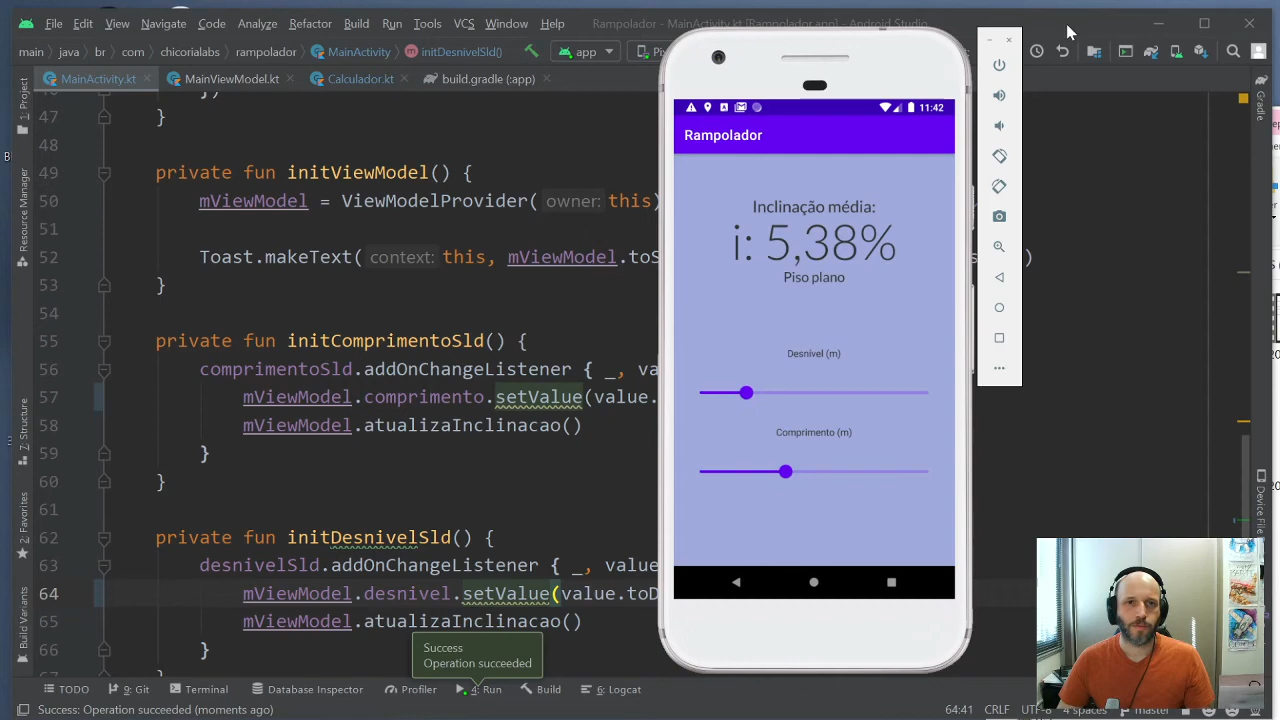 File Edit View Navigate Code Analyze Refactor Build Run Tools VCS Window Help Rampolador - MainActivity.kt [Rampolador.app] - Android Studio
main java br com chicorialabs rampolador MainActivity initDesnivelSld() app
MainActivity.kt MainViewModel.kt Calculador.kt build.gradle (:app)
47 }
48
49 private fun initViewModel() {
50 mViewModel = ViewModelProvider( owner: this)
51
52 Toast.makeText( context: this, mViewModel.toS )
53 }
54
55 private fun initComprimentoSld() {
56 comprimentoSld.addOnChangeListener { _, va
57 mViewModel.comprimento.setValue(value.
58 mViewModel.atualizaInclinacao()
59 }
60 }
61
62 private fun initDesnivelSld() {
63 desnivelSld.addOnChangeListener { _, value
64 mViewModel.desnivel.setValue(value.toD
65 mViewModel.atualizaInclinacao()
66 }
1: Project
Resource Manager
7: Structure
2: Favorites
Build Variants
Gradle
Device File
11:42
Rampolador
Inclinação média:
i: 5,38%
Piso plano
Desnível (m)
Comprimento (m)
Success
Operation succeeded
TODO 9: Git Terminal Database Inspector Profiler 4: Run Build 6: Logcat
Success: Operation succeeded (moments ago) 64:41 CRLF UTF-8 4 spaces master